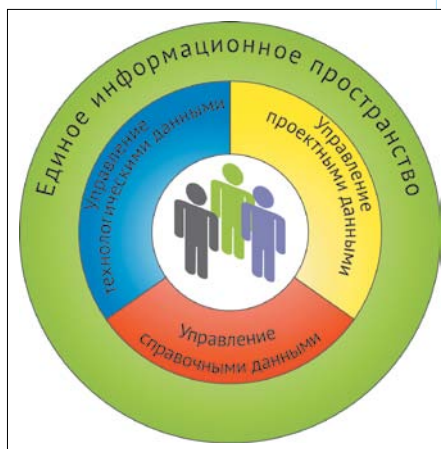 Единое информационное пространство
Управление
технологическими данными
Управление
проектными данными
Управление
справочными данными